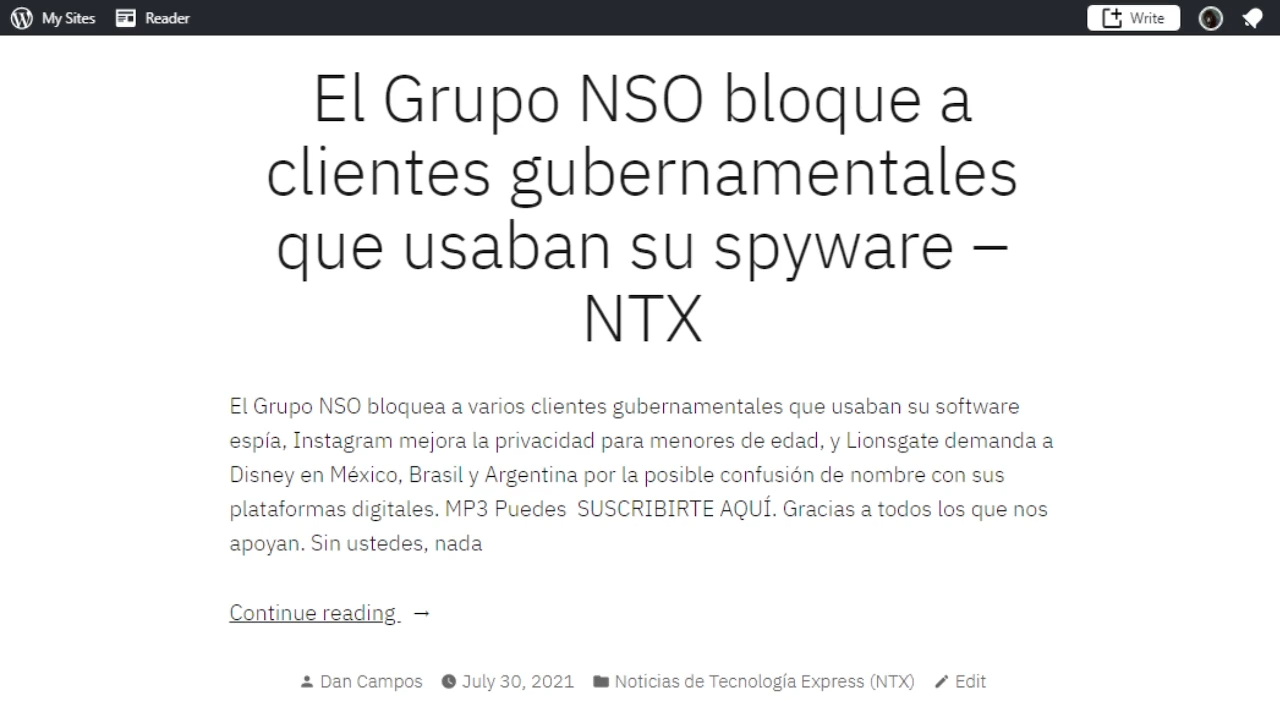 My Sites Reader Write
El Grupo NSO bloque a
clientes gubernamentales
que usaban su spyware –
NTX
El Grupo NSO bloquea a varios clientes gubernamentales que usaban su software
espía, Instagram mejora la privacidad para menores de edad, y Lionsgate demanda a
Disney en México, Brasil y Argentina por la posible confusión de nombre con sus
plataformas digitales. MP3 Puedes  SUSCRIBIRTE AQUÍ. Gracias a todos los que nos
apoyan. Sin ustedes, nada
Continue reading →
Dan Campos July 30, 2021 Noticias de Tecnología Express (NTX) Edit